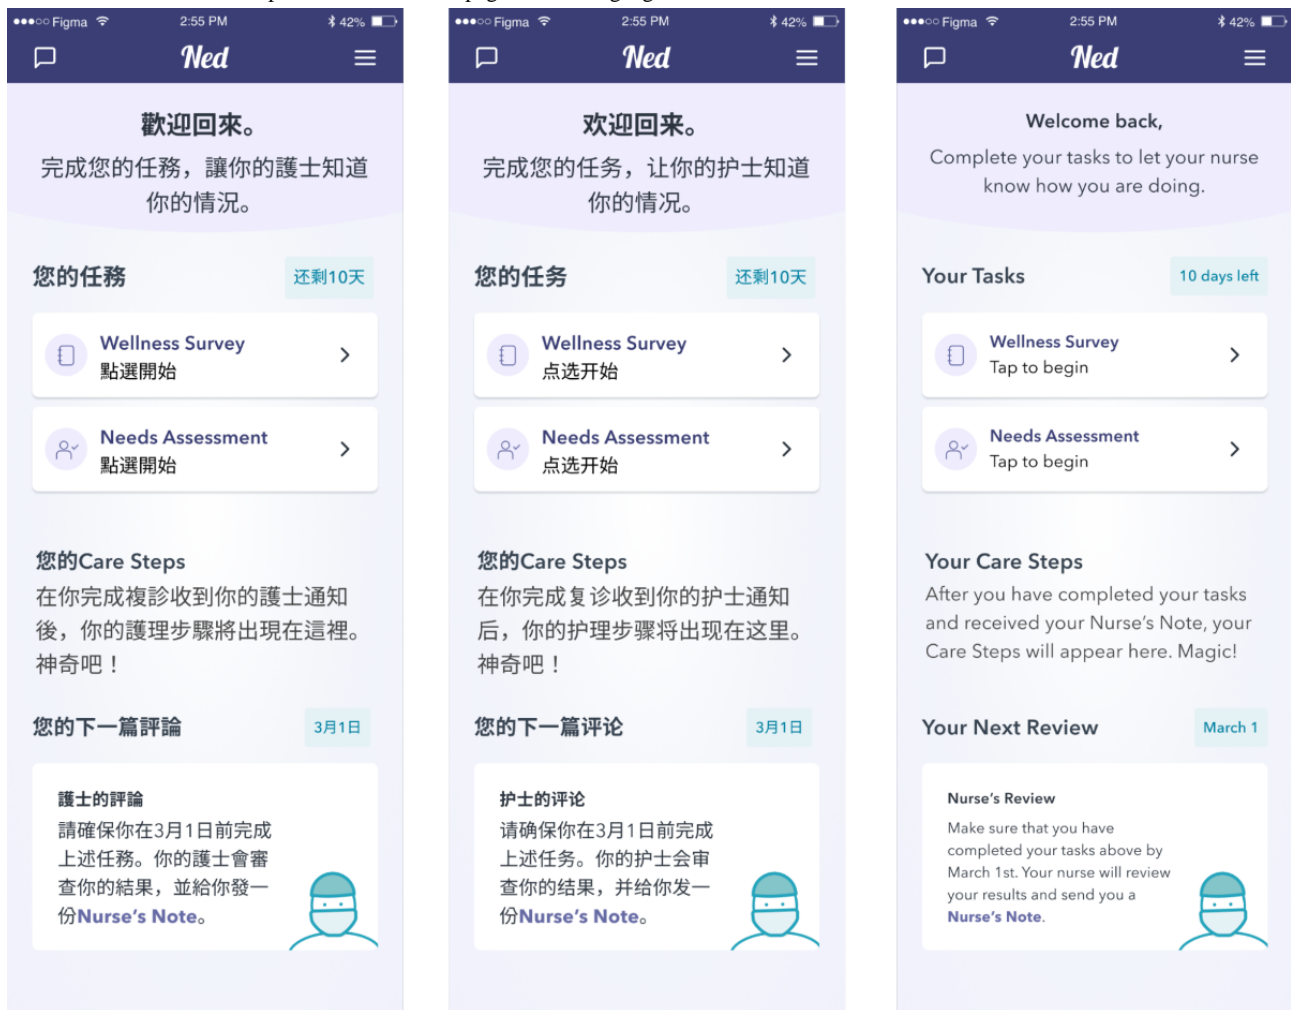 Figma
2:55 PM
42%
Ned
歡迎回來。
完成您的任務，讓你的護士知道
你的情況。
您的任務
还剩10天
Wellness Survey
點選開始
Needs Assessment
點選開始
您的Care Steps
在你完成複診收到你的護士通知
後，你的護理步驟將出現在這裡。
神奇吧！
您的下一篇評論
3月1日
護士的評論
請確保你在3月1日前完成
上述任務。你的護士會審
查你的結果，並給你發一
份Nurse's Note。
Figma
2:55 PM
42%
Ned
欢迎回来。
完成您的任务，让你的护士知道
你的情况。
您的任务
还剩10天
Wellness Survey
点选开始
Needs Assessment
点选开始
您的Care Steps
在你完成复诊收到你的护士通知
后，你的护理步骤将出现在这里。
神奇吧！
您的下一篇评论
3月1日
护士的评论
请确保你在3月1日前完成
上述任务。你的护士会审
查你的结果，并给你发一
份Nurse's Note。
Figma
2:55 PM
42%
Ned
Welcome back,
Complete your tasks to let your nurse
know how you are doing.
Your Tasks
10 days left
Wellness Survey
Tap to begin
Needs Assessment
Tap to begin
Your Care Steps
After you have completed your tasks
and received your Nurse's Note, your
Care Steps will appear here. Magic!
Your Next Review
March 1
Nurse's Review
Make sure that you have
completed your tasks above by
March 1st. Your nurse will review
your results and send you a
Nurse's Note.